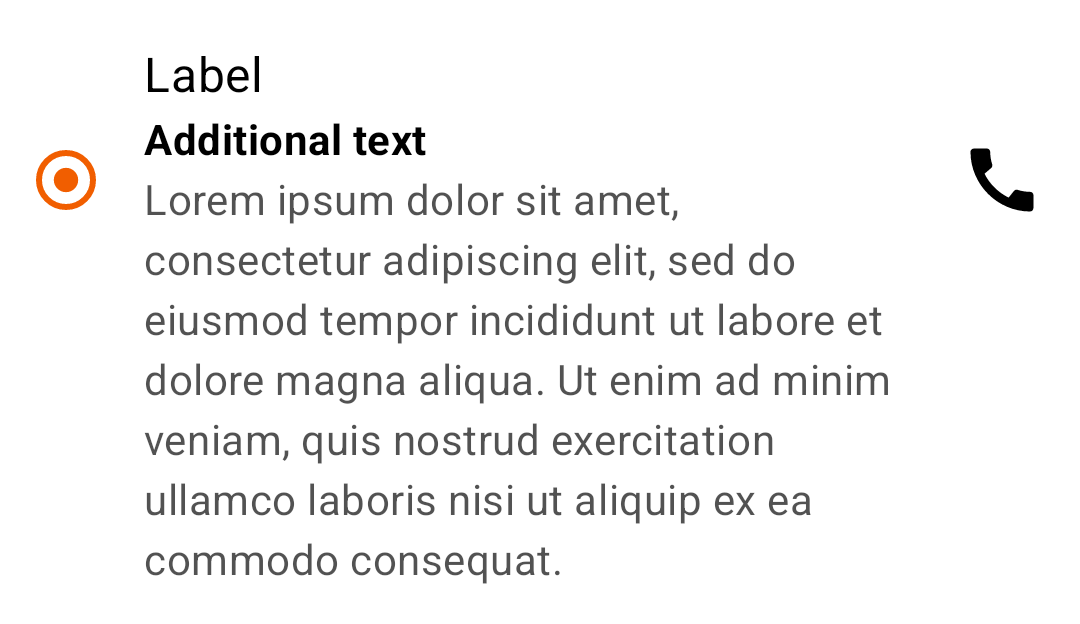 Label
Additional text
Lorem ipsum dolor sit amet,
consectetur adipiscing elit, sed do
eiusmod tempor incididunt ut labore et
dolore magna aliqua. Ut enim ad minim
veniam, quis nostrud exercitation
ullamco laboris nisi ut aliquip ex ea
commodo consequat.